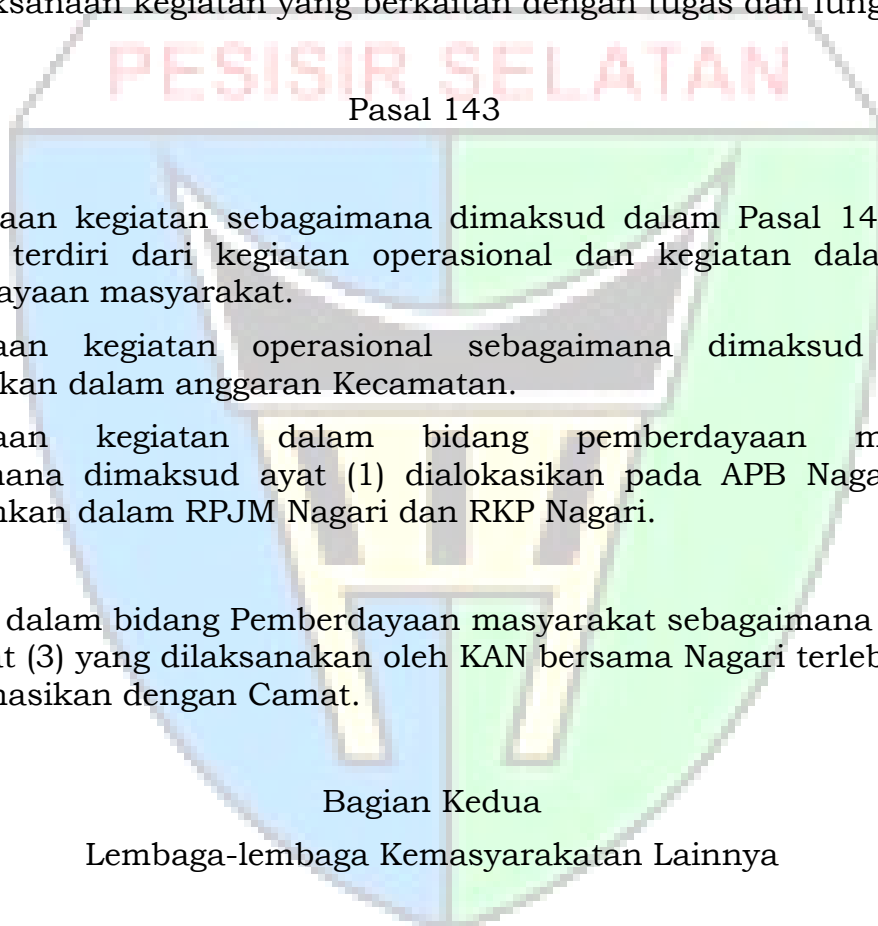 ksanaan kegiatan yang berkaitan dengan tugas dan fung
PESISIR SELATAN
Pasal 143
aan kegiatan sebagaimana dimaksud dalam Pasal 14
terdiri dari kegiatan operasional dan kegiatan dala
ayaan masyarakat.
aan kegiatan operasional sebagaimana dimaksud
kan dalam anggaran Kecamatan.
aan kegiatan dalam bidang pemberdayaan m
nana dimaksud ayat (1) dialokasikan pada APB Naga
nkan dalam RPJM Nagari dan RKP Nagari.
dalam bidang Pemberdayaan masyarakat sebagaimana
t (3) yang dilaksanakan oleh KAN bersama Nagari terleb
nasikan dengan Camat.
Bagian Kedua
Lembaga-lembaga Kemasyarakatan Lainnya